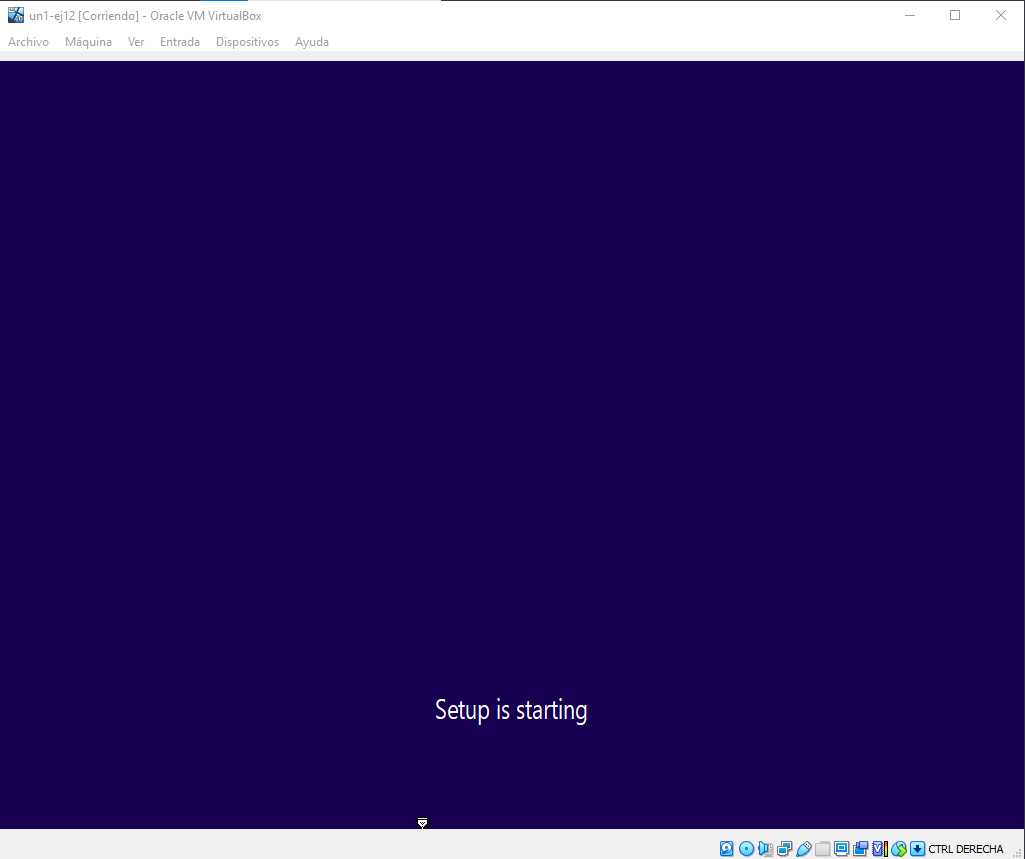 un1-ej12 [Corriendo] - Oracle VM VirtualBox
Archivo Máquina Ver Entrada Dispositivos Ayuda
Setup is starting
CTRL DERECHA